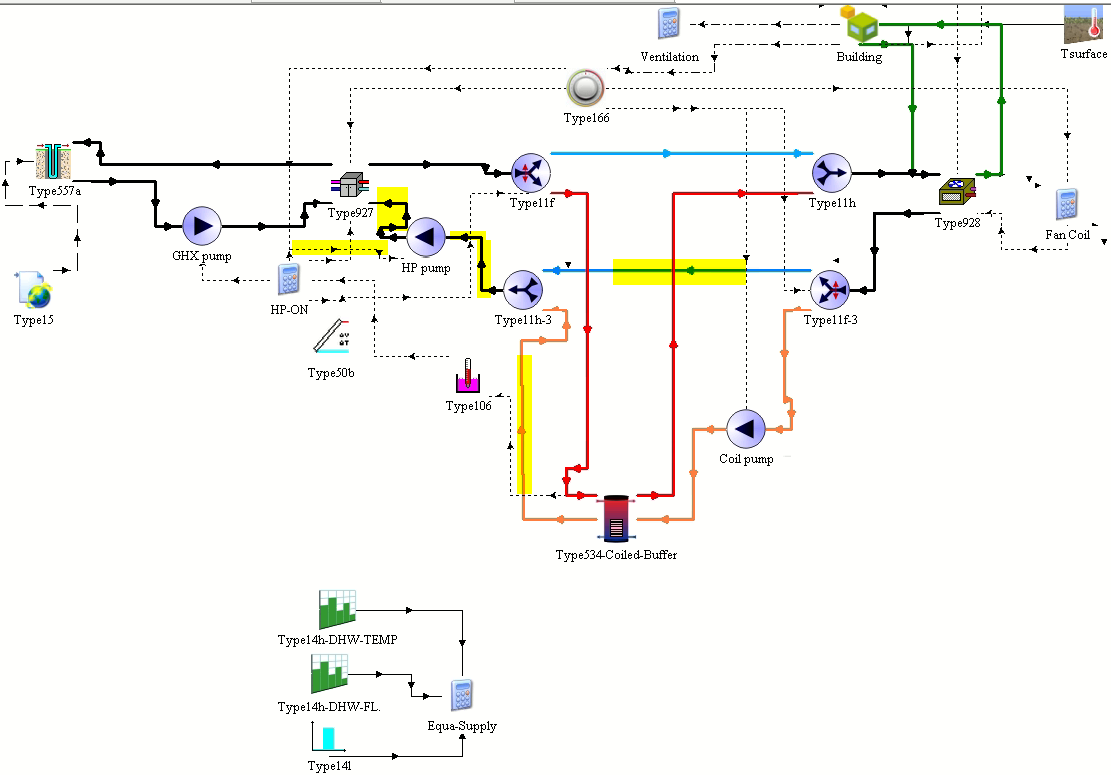 Ventilation
Building
Tsurface
Type166
Type557a
Type927
Type11f
Type11h
Type928
Fan Coil
GHX pump
HP pump
HP-ON
Type15
Type11h-3
Type11f-3
ΔV
ΔT
Type50b
Type106
Coil pump
Type534-Coiled-Buffer
Type14h-DHW-TEMP
Type14h-DHW-FL.
Equa-Supply
Type14l